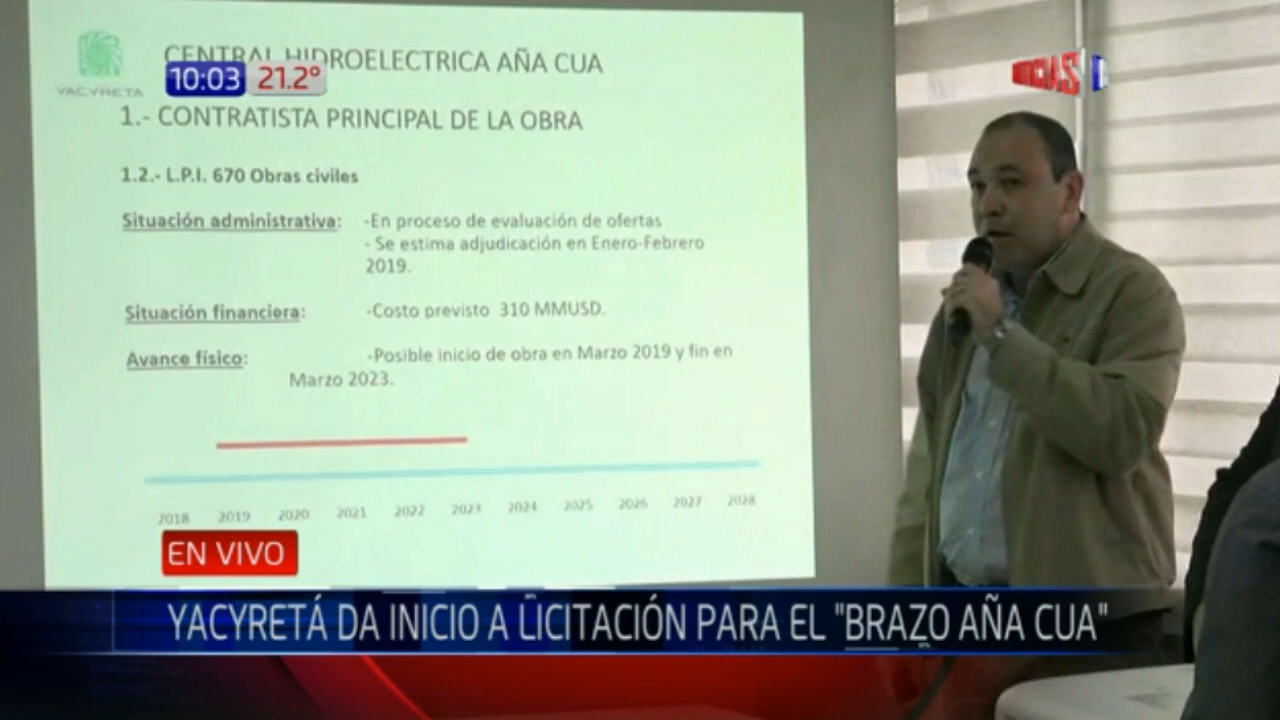 CENTRAL HIDROELECTRICA AÑA CUA
10:03 21.2°
YACYRETA
NOTICIAS
1.- CONTRATISTA PRINCIPAL DE LA OBRA
1.2.- L.P.I. 670 Obras civiles
Situación administrativa: -En proceso de evaluación de ofertas
- Se estima adjudicación en Enero-Febrero
2019.
Situación financiera: -Costo previsto 310 MMUSD.
Avance físico: -Posible inicio de obra en Marzo 2019 y fin en
Marzo 2023.
2018 2019 2020 2021 2022 2023 2024 2025 2026 2027 2028
EN VIVO
YACYRETÁ DA INICIO A LICITACIÓN PARA EL "BRAZO AÑA CUA"